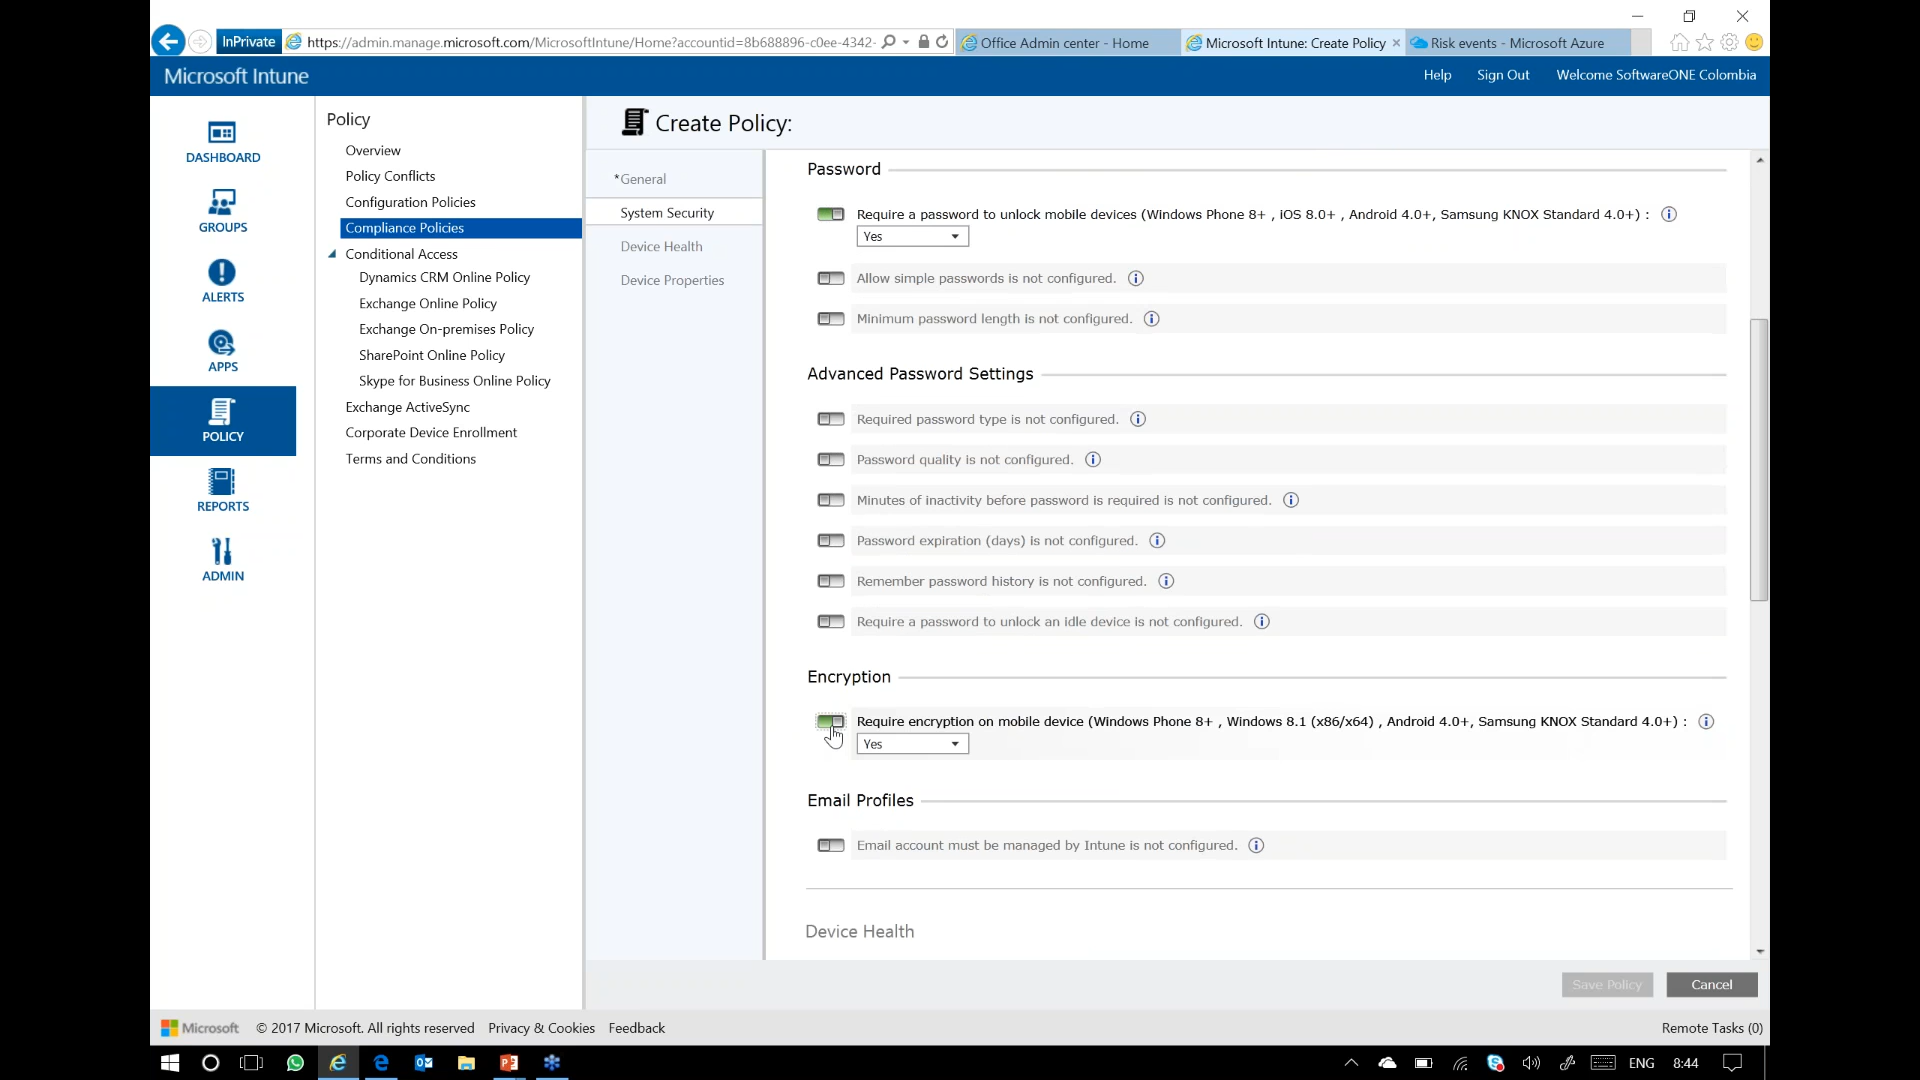 InPrivate
https://admin.manage.microsoft.com/MicrosoftIntune/Home?accountid=8b688896-c0ee-4342-
Office Admin center - Home
Microsoft Intune: Create Policy
Risk events - Microsoft Azure
Microsoft Intune
Help
Sign Out
Welcome SoftwareONE Colombia
DASHBOARD
GROUPS
ALERTS
APPS
POLICY
REPORTS
ADMIN
Policy
Overview
Policy Conflicts
Configuration Policies
Compliance Policies
Conditional Access
Dynamics CRM Online Policy
Exchange Online Policy
Exchange On-premises Policy
SharePoint Online Policy
Skype for Business Online Policy
Exchange ActiveSync
Corporate Device Enrollment
Terms and Conditions
Create Policy:
*General
System Security
Device Health
Device Properties
Password
Require a password to unlock mobile devices (Windows Phone 8+ , iOS 8.0+ , Android 4.0+, Samsung KNOX Standard 4.0+) :
Yes
Allow simple passwords is not configured.
Minimum password length is not configured.
Advanced Password Settings
Required password type is not configured.
Password quality is not configured.
Minutes of inactivity before password is required is not configured.
Password expiration (days) is not configured.
Remember password history is not configured.
Require a password to unlock an idle device is not configured.
Encryption
Require encryption on mobile device (Windows Phone 8+ , Windows 8.1 (x86/x64) , Android 4.0+, Samsung KNOX Standard 4.0+) :
Yes
Email Profiles
Email account must be managed by Intune is not configured.
Device Health
Save Policy
Cancel
Microsoft
© 2017 Microsoft. All rights reserved
Privacy & Cookies
Feedback
Remote Tasks (0)
ENG
8:44